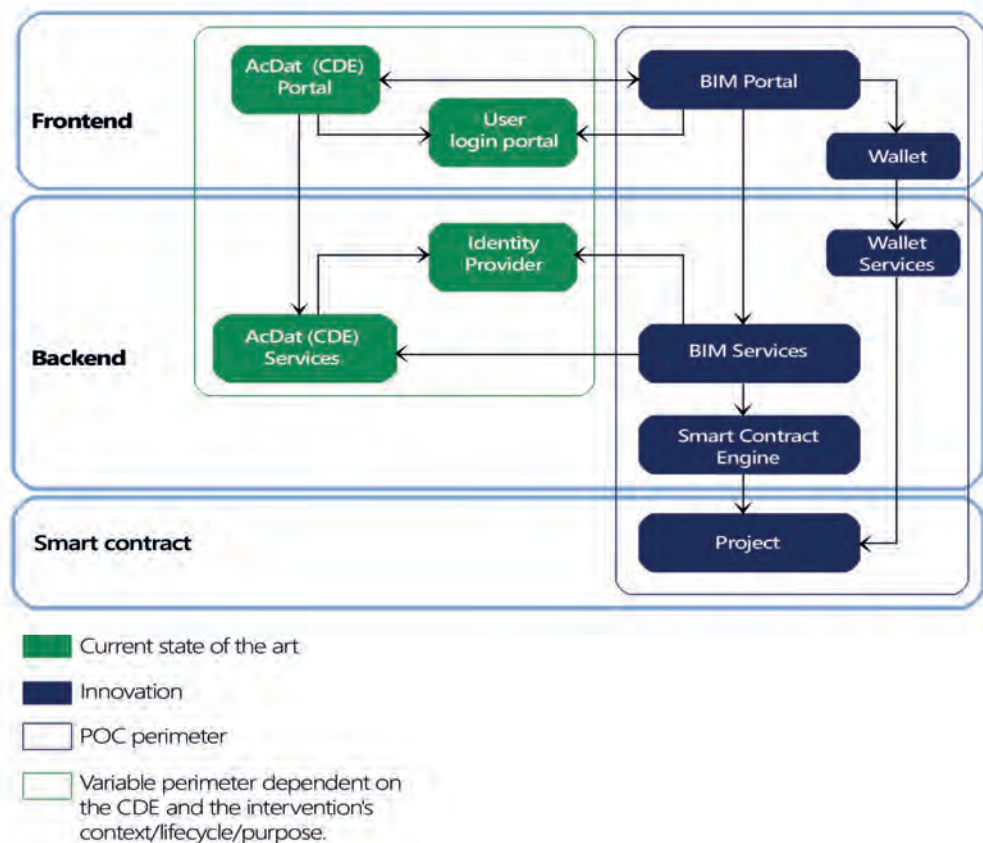 Frontend
AcDat (CDE)
Portal
BIM Portal
User
login portal
Wallet
Backend
Identity
Provider
Wallet
Services
AcDat (CDE)
Services
BIM Services
Smart Contract
Engine
Smart contract
Project
Current state of the art
Innovation
POC perimeter
Variable perimeter dependent on
the CDE and the intervention's
context/lifecycle/purpose.